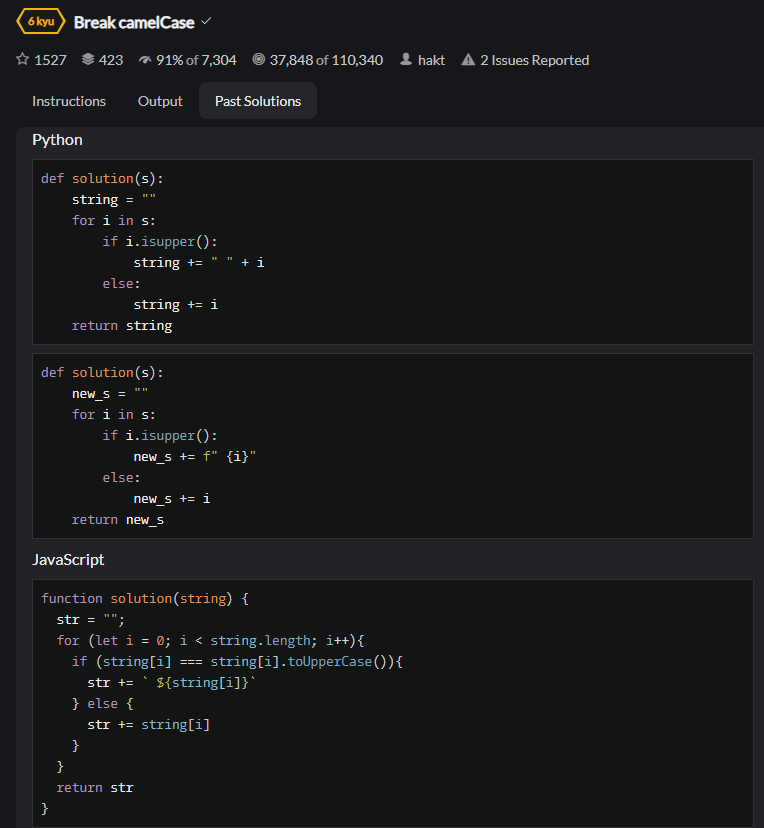 6 kyu Break camelCase
1527 423 91% of 7,304 37,848 of 110,340 hakt 2 Issues Reported
Instructions Output Past Solutions
Python
def solution(s):
    string = ""
    for i in s:
        if i.isupper():
            string += " " + i
        else:
            string += i
    return string
def solution(s):
    new_s = ""
    for i in s:
        if i.isupper():
            new_s += f" {i}"
        else:
            new_s += i
    return new_s
JavaScript
function solution(string) {
  str = "";
  for (let i = 0; i < string.length; i++){
    if (string[i] === string[i].toUpperCase()){
      str += ` ${string[i]}`
    } else {
      str += string[i]
    }
  }
  return str
}